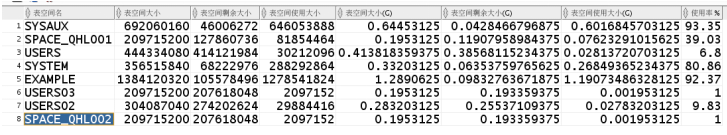 表空间名 表空间大小 表空间剩余大小 表空间使用大小 表空间大小(G) 表空间剩余大小(G) 表空间使用大小(G) 使用率%
1 SYSAUX 692060160 46006272 646053888 0.64453125 0.0428466796875 0.6016845703125 93.35
2 SPACE_QHL001 209715200 127860736 81854464 0.1953125 0.11907958984375 0.07623291015625 39.03
3 USERS 444334080 414121984 30212096 0.413818359375 0.38568115234375 0.02813720703125 6.8
4 SYSTEM 356515840 68222976 288292864 0.33203125 0.06353759765625 0.26849365234375 80.86
5 EXAMPLE 1384120320 105578496 1278541824 1.2890625 0.09832763671875 1.19073486328125 92.37
6 USERS03 209715200 207618048 2097152 0.1953125 0.193359375 0.001953125 1
7 USERS02 304087040 274202624 29884416 0.283203125 0.25537109375 0.02783203125 9.83
8 SPACE_QHL002 209715200 207618048 2097152 0.1953125 0.193359375 0.001953125 1